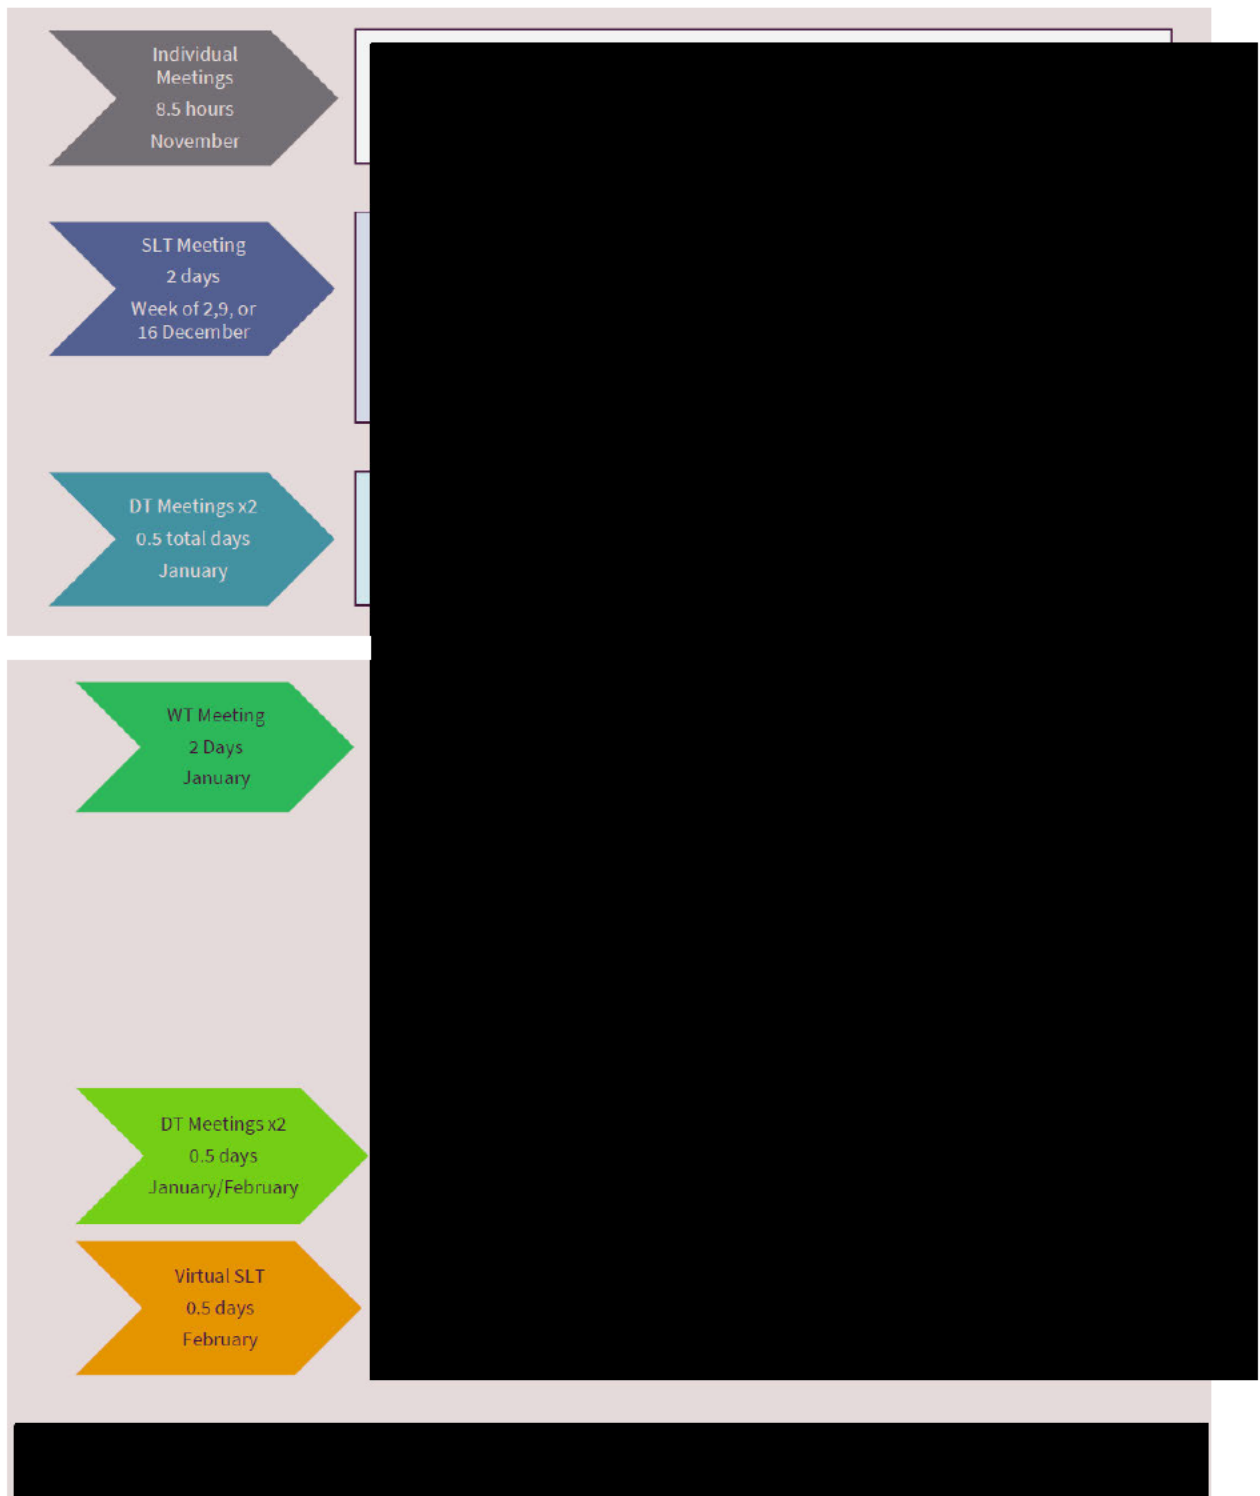 Individual
Meetings
8.5 hours
November
SLT Meeting
2 days
Week of 2,9, or
16 December
DT Meetings x2
0.5 total days
January
WT Meeting
2 Days
January
DT Meetings x2
0.5 days
January/February
Virtual SLT
0.5 days
February